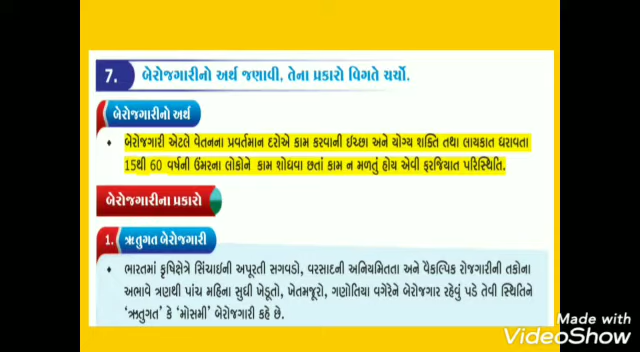 7. બેરોજગારીનો અર્થ જણાવી, તેના પ્રકારો વિગતે ચર્ચો.
બેરોજગારીનો અર્થ
• બેરોજગારી એટલે વેતનના પ્રવર્તમાન દરોએ કામ કરવાની ઈચ્છા અને યોગ્ય શક્તિ તથા લાયકાત ધરાવતા
15થી 60 વર્ષની ઉંમરના લોકોને કામ શોધવા છતાં કામ ન મળતું હોય એવી ફરજિયાત પરિસ્થિતિ.
બેરોજગારીના પ્રકારો
1. ઋતુગત બેરોજગારી
• ભારતમાં કૃષિક્ષેત્રે સિંચાઇની અપૂરતી સગવડો, વરસાદની અનિયમિતતા અને વૈકલ્પિક રોજગારીની તકોના
અભાવે ત્રણથી પાંચ મહિના સુધી ખેડૂતો, ખેતમજૂરો, ગણોતિયા વગેરેને બેરોજગાર રહેવું પડે તેવી સ્થિતિને
‘ઋતુગત’ કે ‘મોસમી’ બેરોજગારી કહે છે.
Made with
VideoShow